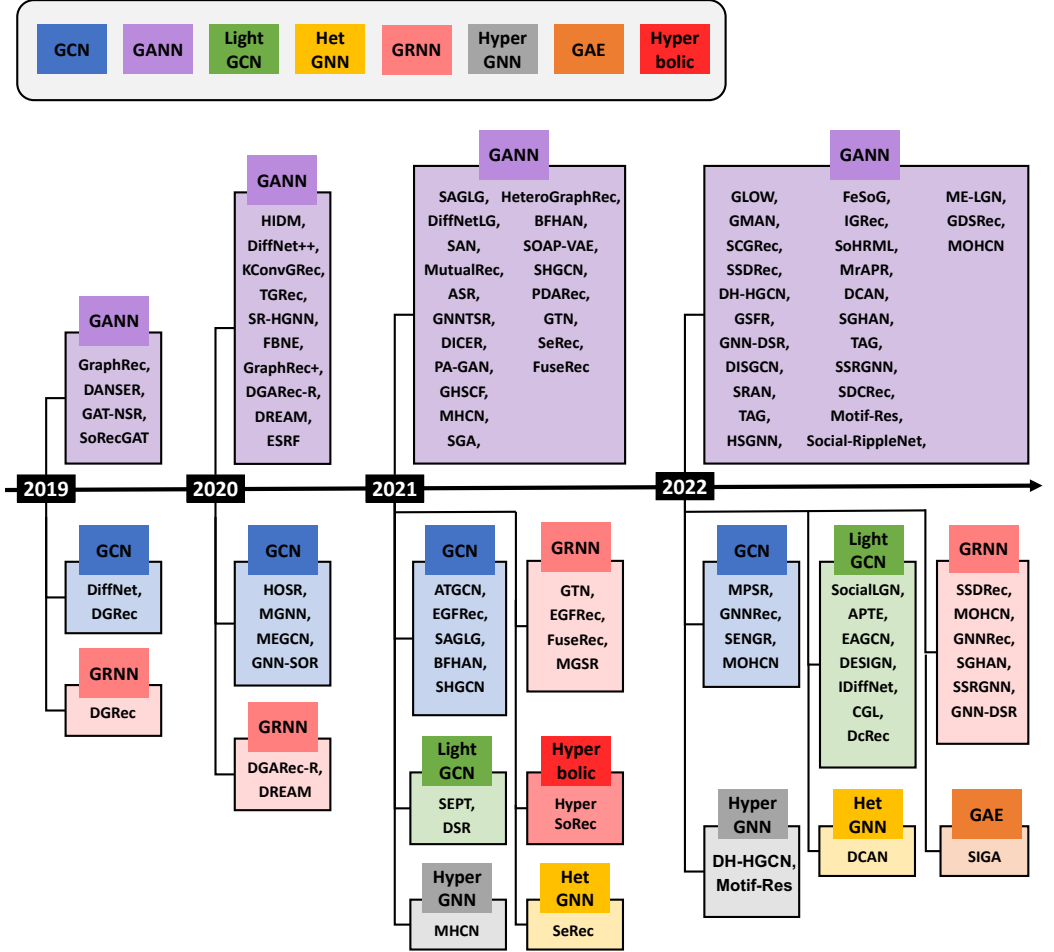 GCN
GANN
Light
GCN
Het
GNN
GRNN
Hyper
GNN
GAE
Hyper
bolic
GANN
GraphRec,
DANSER,
GAT-NSR,
SoRecGAT
GANN
HIDM,
DiffNet++,
KConvGRec,
TGRec,
SR-HGNN,
FBNE,
GraphRec+,
DGARec-R,
DREAM,
ESRF
GANN
SAGLG,
DiffNetLG,
SAN,
MutualRec,
ASR,
GNNTSR,
DICER,
PA-GAN,
GHSCF,
MHCN,
SGA,
HeteroGraphRec,
BFHAN,
SOAP-VAE,
SHGCN,
PDARec,
GTN,
SeRec,
FuseRec
GANN
GLOW,
GMAN,
SCGRec,
SSDRec,
DH-HGCN,
GSFR,
GNN-DSR,
DISGCN,
SRAN,
TAG,
HSGNN,
FeSoG,
IGRec,
SoHRML,
MrAPR,
DCAN,
SGHAN,
TAG,
SSRGNN,
SDCRec,
Motif-Res,
Social-RippleNet,
ME-LGN,
GDSRec,
MOHCN
2019
2020
2021
2022
GCN
DiffNet,
DGRec
GRNN
DGRec
GCN
HOSR,
MGNN,
MEGCN,
GNN-SOR
GRNN
DGARec-R,
DREAM
GCN
ATGCN,
EGFRec,
SAGLG,
BFHAN,
SHGCN
GRNN
GTN,
EGFRec,
FuseRec,
MGSR
Light
GCN
SEPT,
DSR
Hyper
bolic
Hyper
SoRec
Hyper
GNN
MHCN
Het
GNN
SeRec
GCN
MPSR,
GNNRec,
SENGR,
MOHCN
Light
GCN
SocialLGN,
APTE,
EAGCN,
DESIGN,
IDiffNet,
CGL,
DcRec
GRNN
SSDRec,
MOHCN,
GNNRec,
SGHAN,
SSRGNN,
GNN-DSR
Hyper
GNN
DH-HGCN,
Motif-Res
Het
GNN
DCAN
GAE
SIGA